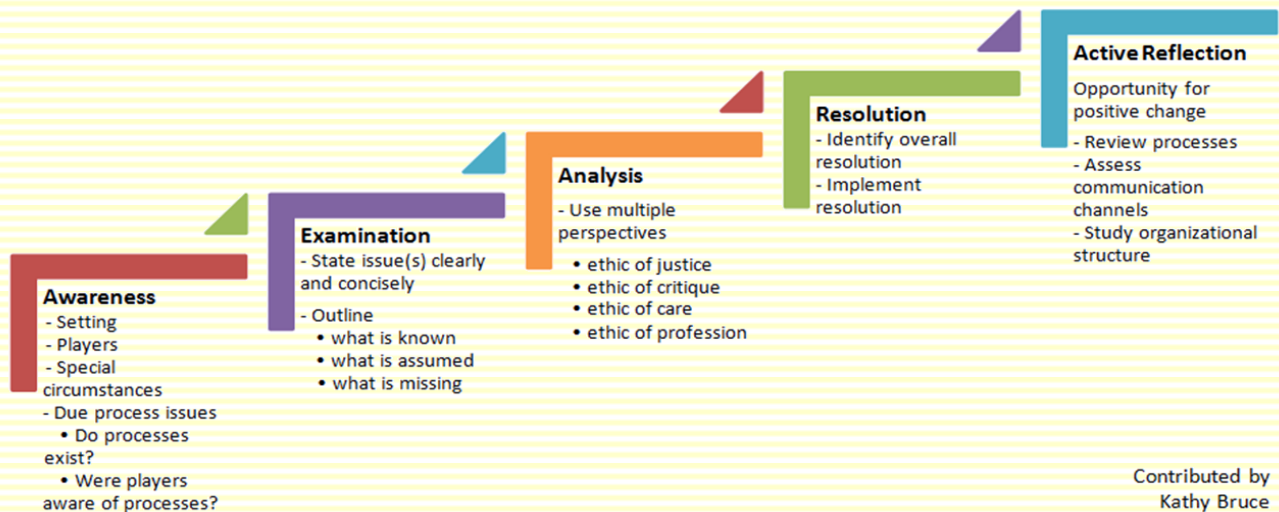 Awareness
- Setting
- Players
- Special
circumstances
- Due process issues
• Do processes
exist?
• Were players
aware of processes?
Examination
- State issue(s) clearly
and concisely
- Outline
• what is known
• what is assumed
• what is missing
Analysis
- Use multiple
perspectives
• ethic of justice
• ethic of critique
• ethic of care
• ethic of profession
Resolution
- Identify overall
resolution
- Implement
resolution
Active Reflection
Opportunity for
positive change
- Review processes
- Assess
communication
channels
- Study organizational
structure
Contributed by
Kathy Bruce